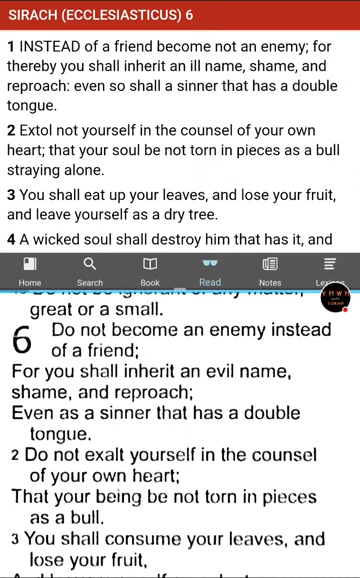 SIRACH (ECCLESIASTICUS) 6
1 INSTEAD of a friend become not an enemy; for
thereby you shall inherit an ill name, shame, and
reproach: even so shall a sinner that has a double
tongue.
2 Extol not yourself in the counsel of your own
heart; that your soul be not torn in pieces as a bull
straying alone.
3 You shall eat up your leaves, and lose your fruit,
and leave yourself as a dry tree.
4 A wicked soul shall destroy him that has it, and
Home Search Book Read Notes
great or a small.
6 Do not become an enemy instead
of a friend;
For you shall inherit an evil name,
shame, and reproach;
Even as a sinner that has a double
tongue.
2 Do not exalt yourself in the counsel
of your own heart;
That your being be not torn in pieces
as a bull.
3 You shall consume your leaves, and
lose your fruit,